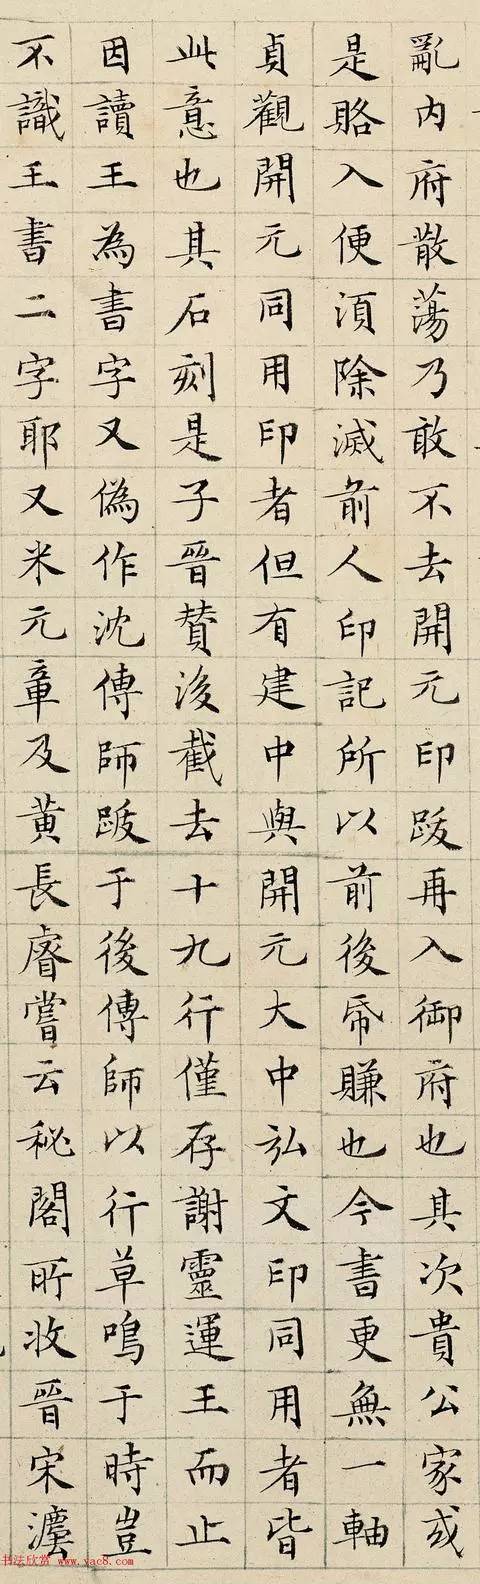 亂内府散蕩乃敢不去開元印跋再入御府也其次貴公家或
是賂入便湏除滅前人印記所以前後帋賺也今書更無一軸
貞觀開元同用印者但有建中與開元大中弘文印同用者皆
此意也其石刻是子晉贊後截去十九行僅存謝靈運王而止
因讀王為書字又偽作沈傳師跋于後傳師以行草鳴于時豈
不識王書二字耶又米元章及黄長睿嘗云秘閣所收晉宋灋
书法欣赏 www.yac8.com